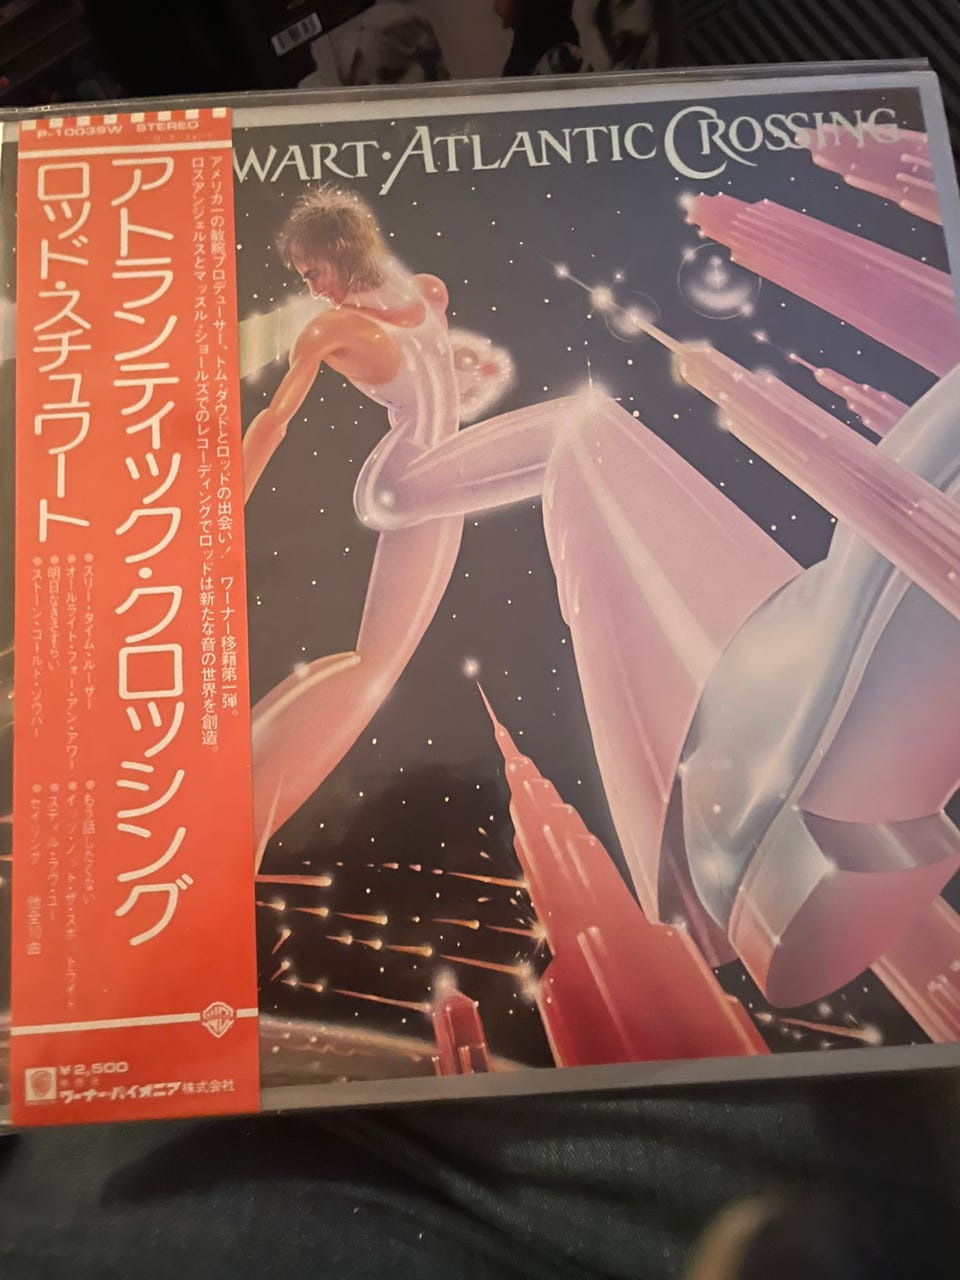 P-10039W STEREO
WART·ATLANTIC CROSSING
アメリカ一の敏腕プロデューサー、トム・ダウドとロッドの出会い! ワーナー移籍第一弾。
ロスアンジェルスとマッスル・ショールズでのレコーディングでロッドは新たな音の世界を創造。
アトランティック・クロッシング
ロッド・スチュワート
●スリー・タイム・ルーザー
●オールライト・フォー・アン・アワー
●明日なきさすらい
●ストーン・コールド・ソウバー
●もう話したくない
●イッツ・ノット・ザ・スポットライト
●スティル・ラヴ・ユー
●セイリング 他全10曲
¥2,500
発売元
ワーナー・パイオニア株式会社